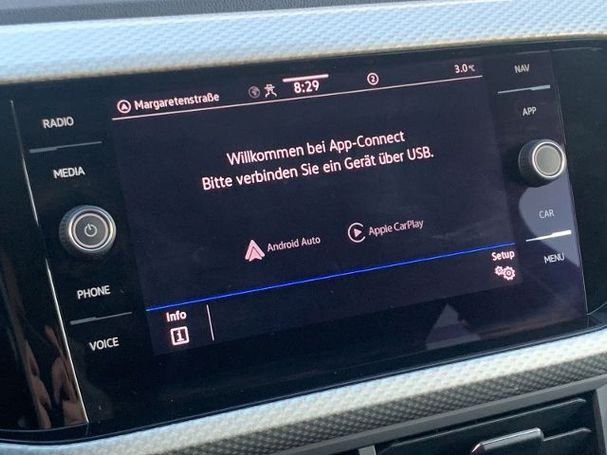 Margaretenstraße 8:29 2 3.0°C
RADIO
MEDIA
PHONE
VOICE
Willkommen bei App-Connect
Bitte verbinden Sie ein Gerät über USB.
Android Auto Apple CarPlay
Info
Setup
NAV
APP
CAR
MENU